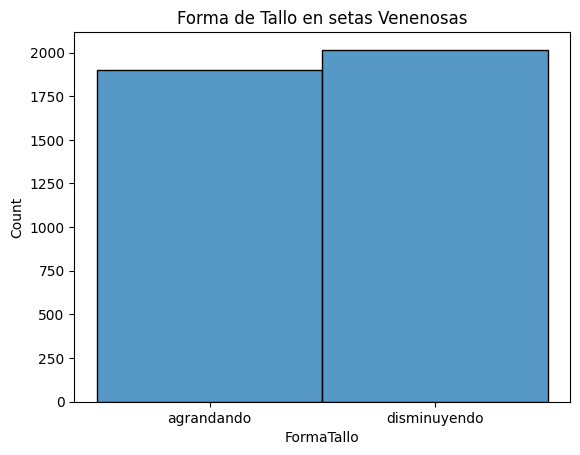 Forma de Tallo en setas Venenosas
2000
1750
1500
1250
1000
750
500
250
0
Count
agrandando disminuyendo
FormaTallo